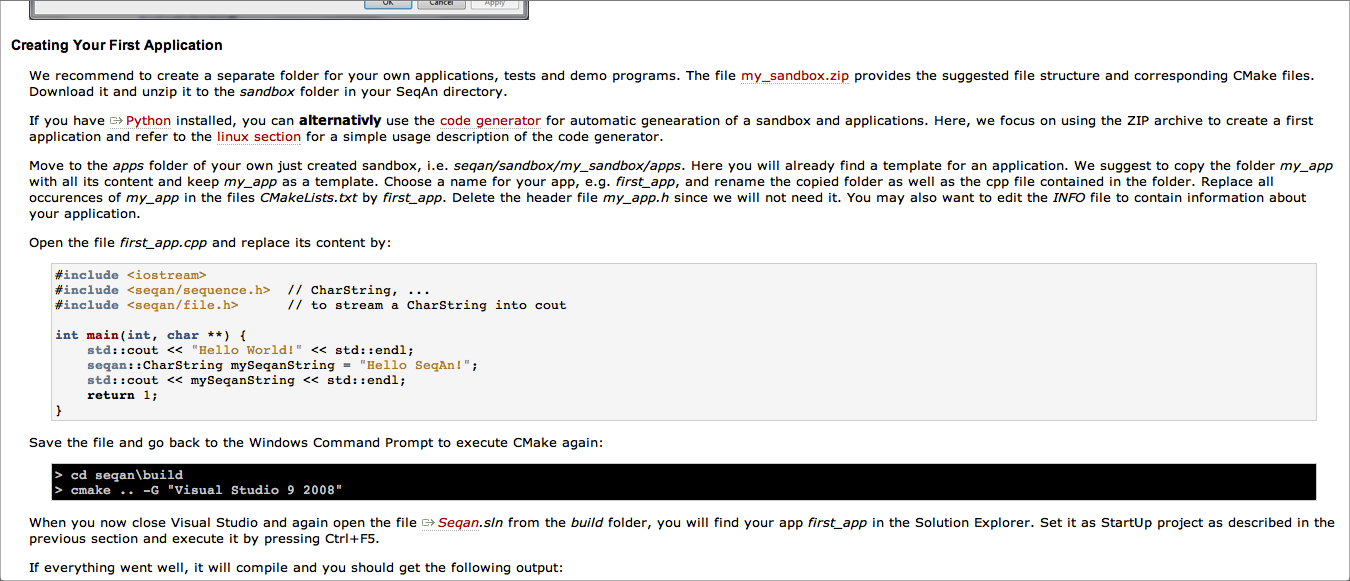 OK Cancel Apply
Creating Your First Application
We recommend to create a separate folder for your own applications, tests and demo programs. The file my_sandbox.zip provides the suggested file structure and corresponding CMake files.
Download it and unzip it to the sandbox folder in your SeqAn directory.
If you have Python installed, you can alternativly use the code generator for automatic genearation of a sandbox and applications. Here, we focus on using the ZIP archive to create a first
application and refer to the linux section for a simple usage description of the code generator.
Move to the apps folder of your own just created sandbox, i.e. seqan/sandbox/my_sandbox/apps. Here you will already find a template for an application. We suggest to copy the folder my_app
with all its content and keep my_app as a template. Choose a name for your app, e.g. first_app, and rename the copied folder as well as the cpp file contained in the folder. Replace all
occurences of my_app in the files CMakeLists.txt by first_app. Delete the header file my_app.h since we will not need it. You may also want to edit the INFO file to contain information about
your application.
Open the file first_app.cpp and replace its content by:
#include <iostream>
#include <seqan/sequence.h>  // CharString, ...
#include <seqan/file.h>      // to stream a CharString into cout
int main(int, char **) {
    std::cout << "Hello World!" << std::endl;
    seqan::CharString mySeqanString = "Hello SeqAn!";
    std::cout << mySeqanString << std::endl;
    return 1;
}
Save the file and go back to the Windows Command Prompt to execute CMake again:
> cd seqan\build
> cmake .. -G "Visual Studio 9 2008"
When you now close Visual Studio and again open the file Seqan.sln from the build folder, you will find your app first_app in the Solution Explorer. Set it as StartUp project as described in the
previous section and execute it by pressing Ctrl+F5.
If everything went well, it will compile and you should get the following output: